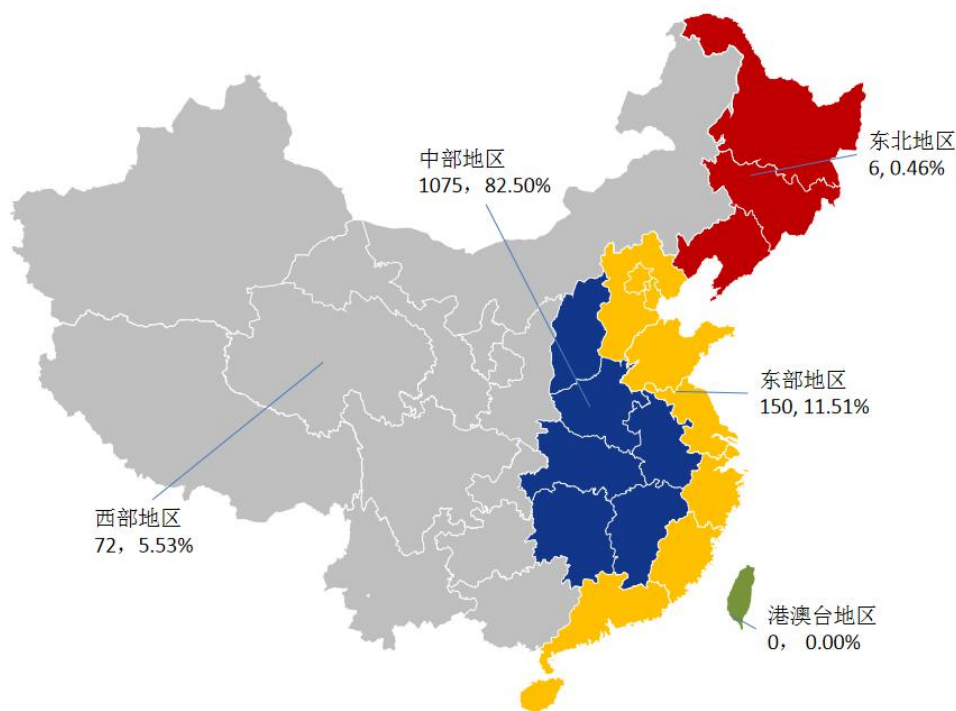 东北地区
6, 0.46%
中部地区
1075，82.50%
东部地区
150, 11.51%
西部地区
72，5.53%
港澳台地区
0， 0.00%